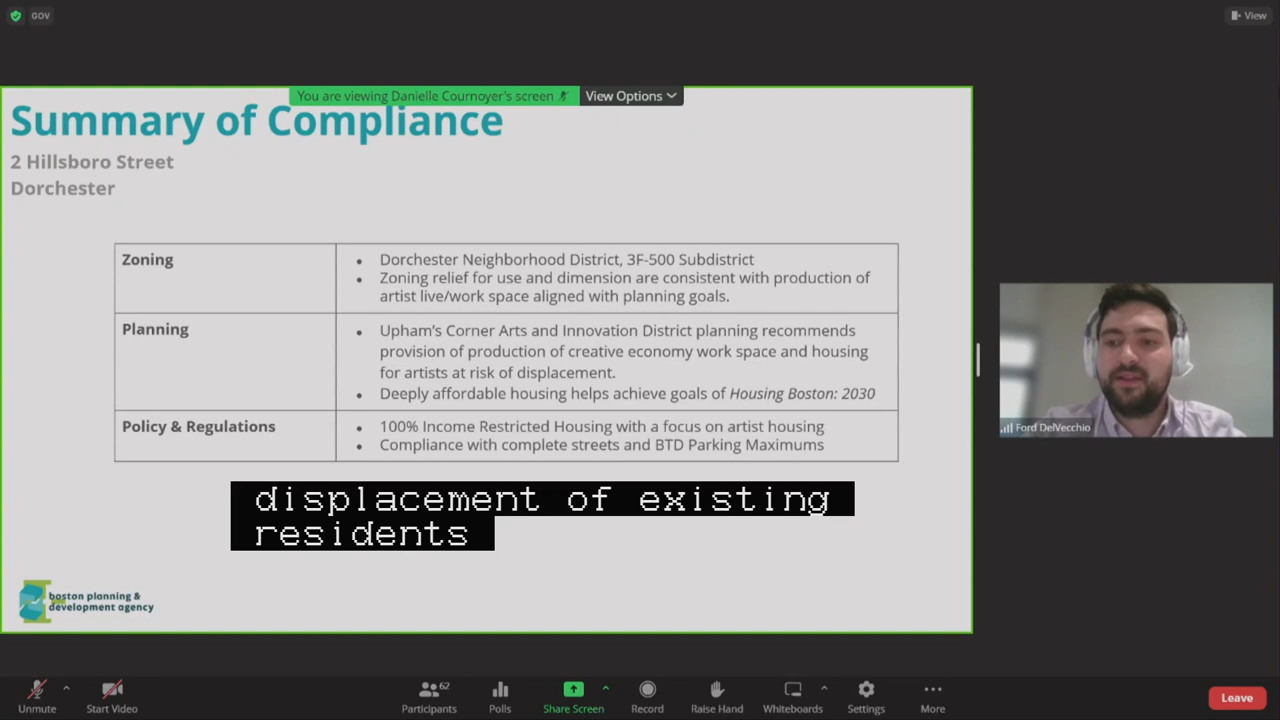 GOV
View
You are viewing Danielle Cournoyer's screen
View Options
Summary of Compliance
2 Hillsboro Street
Dorchester
Zoning
• Dorchester Neighborhood District, 3F-500 Subdistrict
• Zoning relief for use and dimension are consistent with production of
artist live/work space aligned with planning goals.
Planning
• Upham's Corner Arts and Innovation District planning recommends
provision of production of creative economy work space and housing
for artists at risk of displacement.
• Deeply affordable housing helps achieve goals of Housing Boston: 2030
Policy & Regulations
• 100% Income Restricted Housing with a focus on artist housing
• Compliance with complete streets and BTD Parking Maximums
displacement of existing
residents
boston planning &
development agency
Ford DelVecchio
Unmute
Start Video
62
Participants
Polls
Share Screen
Record
Raise Hand
Whiteboards
Settings
More
Leave